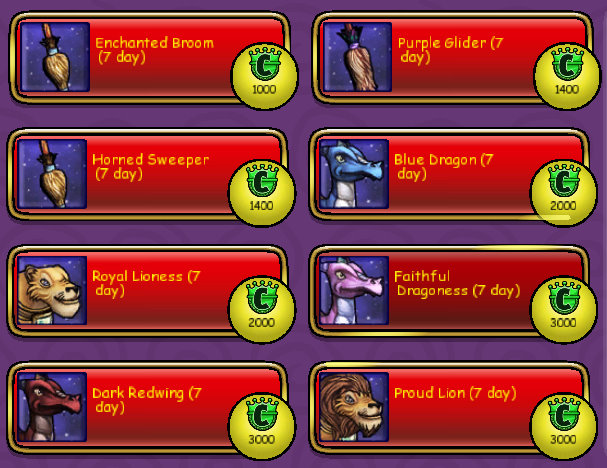 Enchanted Broom
(7 day)
C
1000
Purple Glider (7
day)
C
1400
Horned Sweeper
(7 day)
C
1400
Blue Dragon (7
day)
C
2000
Royal Lioness (7
day)
C
2000
Faithful
Dragoness (7 day)
C
3000
Dark Redwing (7
day)
C
3000
Proud Lion (7 day)
C
3000